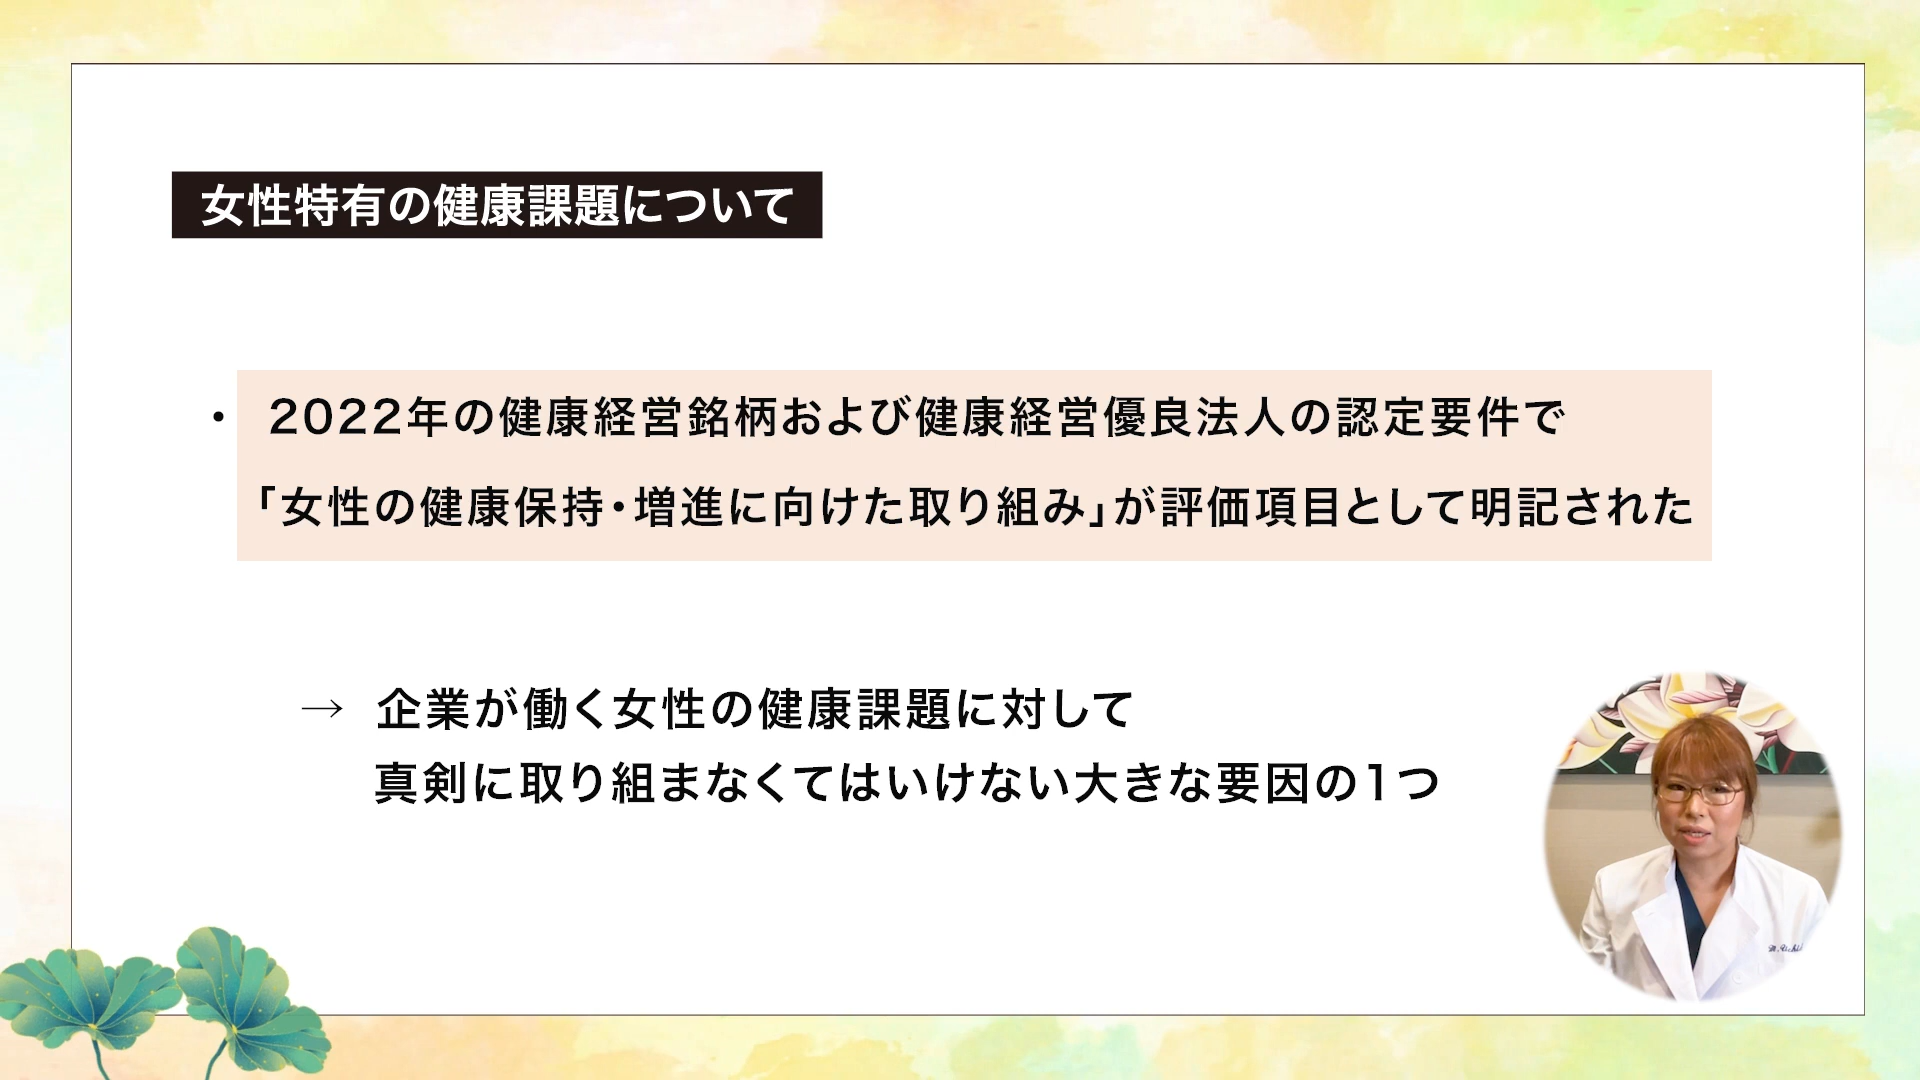 女性特有の健康課題について
・ 2022年の健康経営銘柄および健康経営優良法人の認定要件で
「女性の健康保持・増進に向けた取り組み」が評価項目として明記された
→ 企業が働く女性の健康課題に対して
真剣に取り組まなくてはいけない大きな要因の1つ